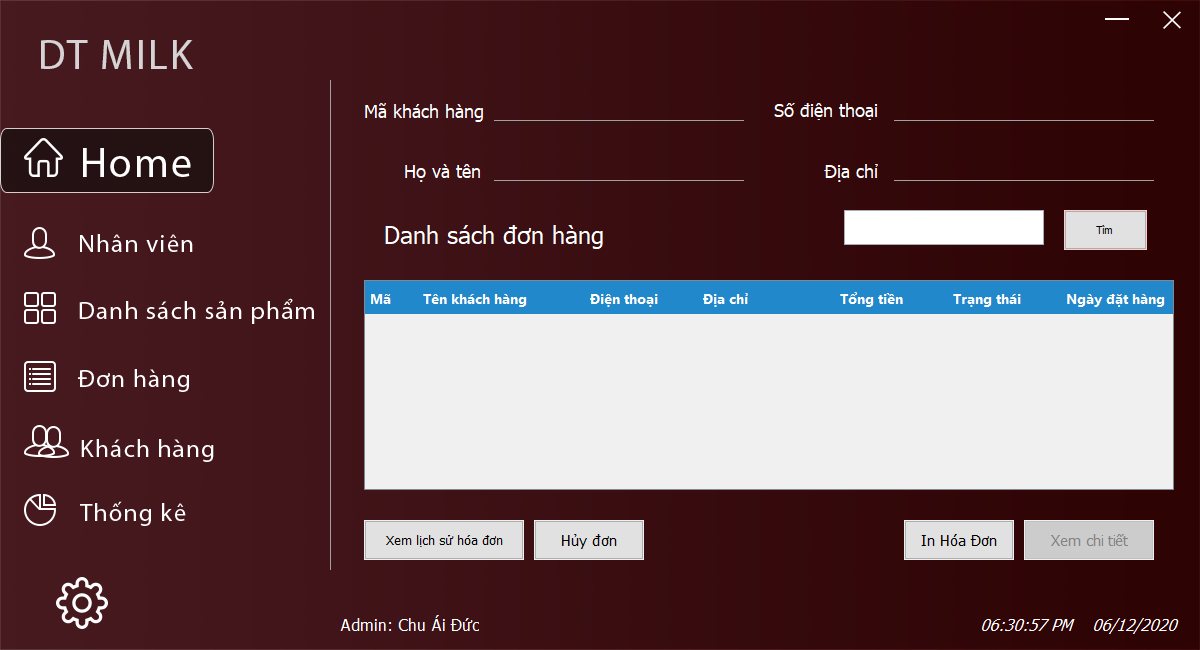 DT MILK
Home
Nhân viên
Danh sách sản phẩm
Đơn hàng
Khách hàng
Thống kê
Mã khách hàng
Số điện thoại
Họ và tên
Địa chỉ
Danh sách đơn hàng
Tìm
Mã Tên khách hàng Điện thoại Địa chỉ Tổng tiền Trạng thái Ngày đặt hàng
Xem lịch sử hóa đơn
Hủy đơn
In Hóa Đơn
Xem chi tiết
Admin: Chu Ái Đức
06:30:57 PM 06/12/2020